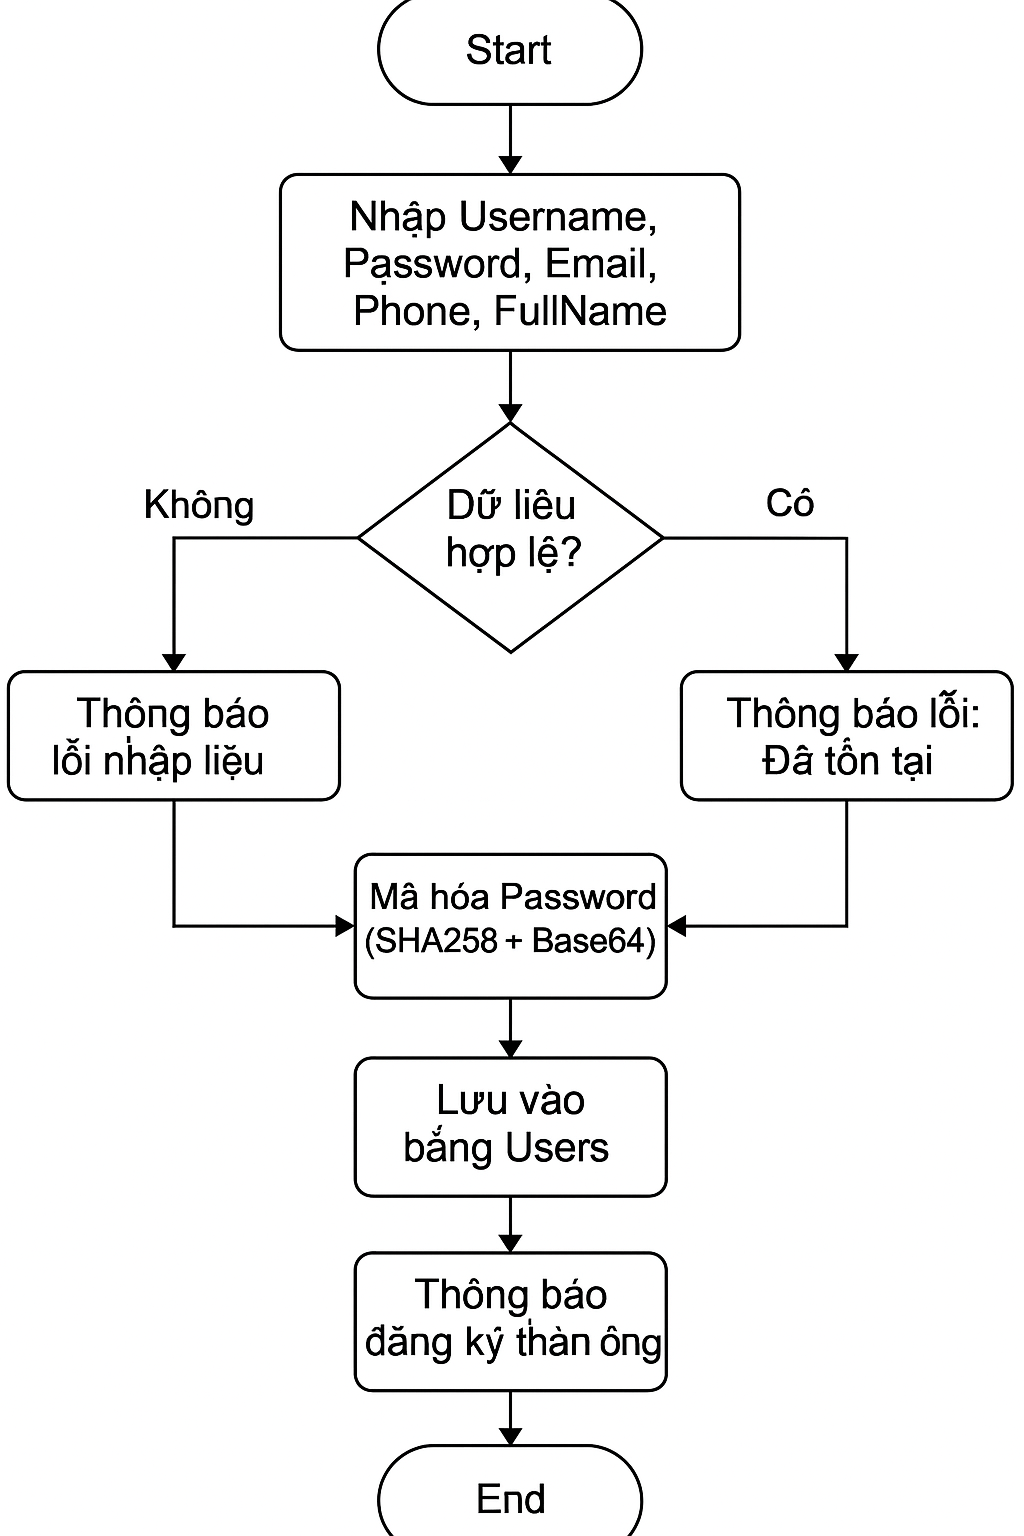 Start
Nhập Username,
Pạssword, Email,
Phone, FullName
Dữ liêu
hợp lệ?
Không
Cô
Thông báo
lỗi nhập liệu
Thông báo lỗi:
Đã tồn tại
Mâ hóa Password
(SHA258 + Base64)
Lưu vào
bắng Users
Thông báo
đăng ký thàn ông
End